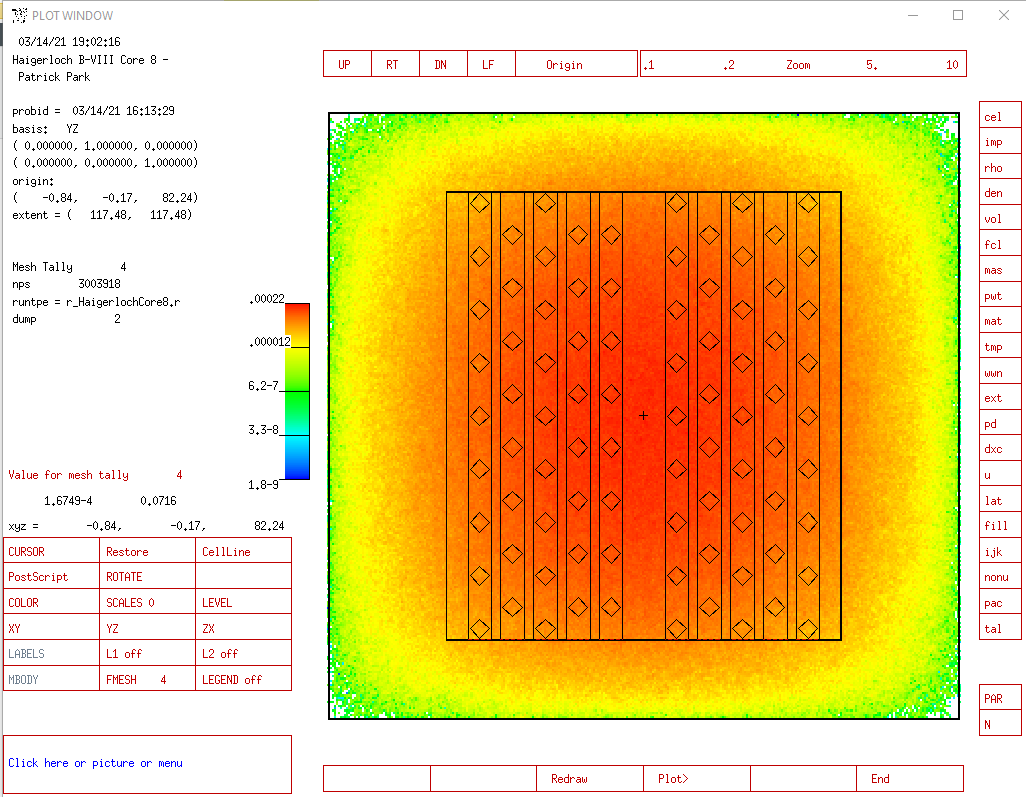 PLOT WINDOW
03/14/21 19:02:16
Haigerloch B-VIII Core 8 -
Patrick Park
probid = 03/14/21 16:13:29
basis: YZ
( 0.000000, 1.000000, 0.000000)
( 0.000000, 0.000000, 1.000000)
origin:
( -0.84, -0.17, 82.24)
extent = ( 117.48, 117.48)
Mesh Tally 4
nps 3003918
runtpe = r_HaigerlochCore8.r
dump 2
.00022
.000012
6.2-7
3.3-8
1.8-9
Value for mesh tally 4
1.6749-4 0.0716
xyz = -0.84, -0.17, 82.24
CURSOR Restore CellLine
PostScript ROTATE
COLOR SCALES 0 LEVEL
XY YZ ZX
LABELS L1 off L2 off
MBODY FMESH 4 LEGEND off
Click here or picture or menu
UP RT DN LF Origin .1 .2 Zoom 5. 10
cel
imp
rho
den
vol
fcl
mas
pwt
mat
tmp
wwn
ext
pd
dxc
u
lat
fill
ijk
nonu
pac
tal
PAR
N
Redraw Plot> End